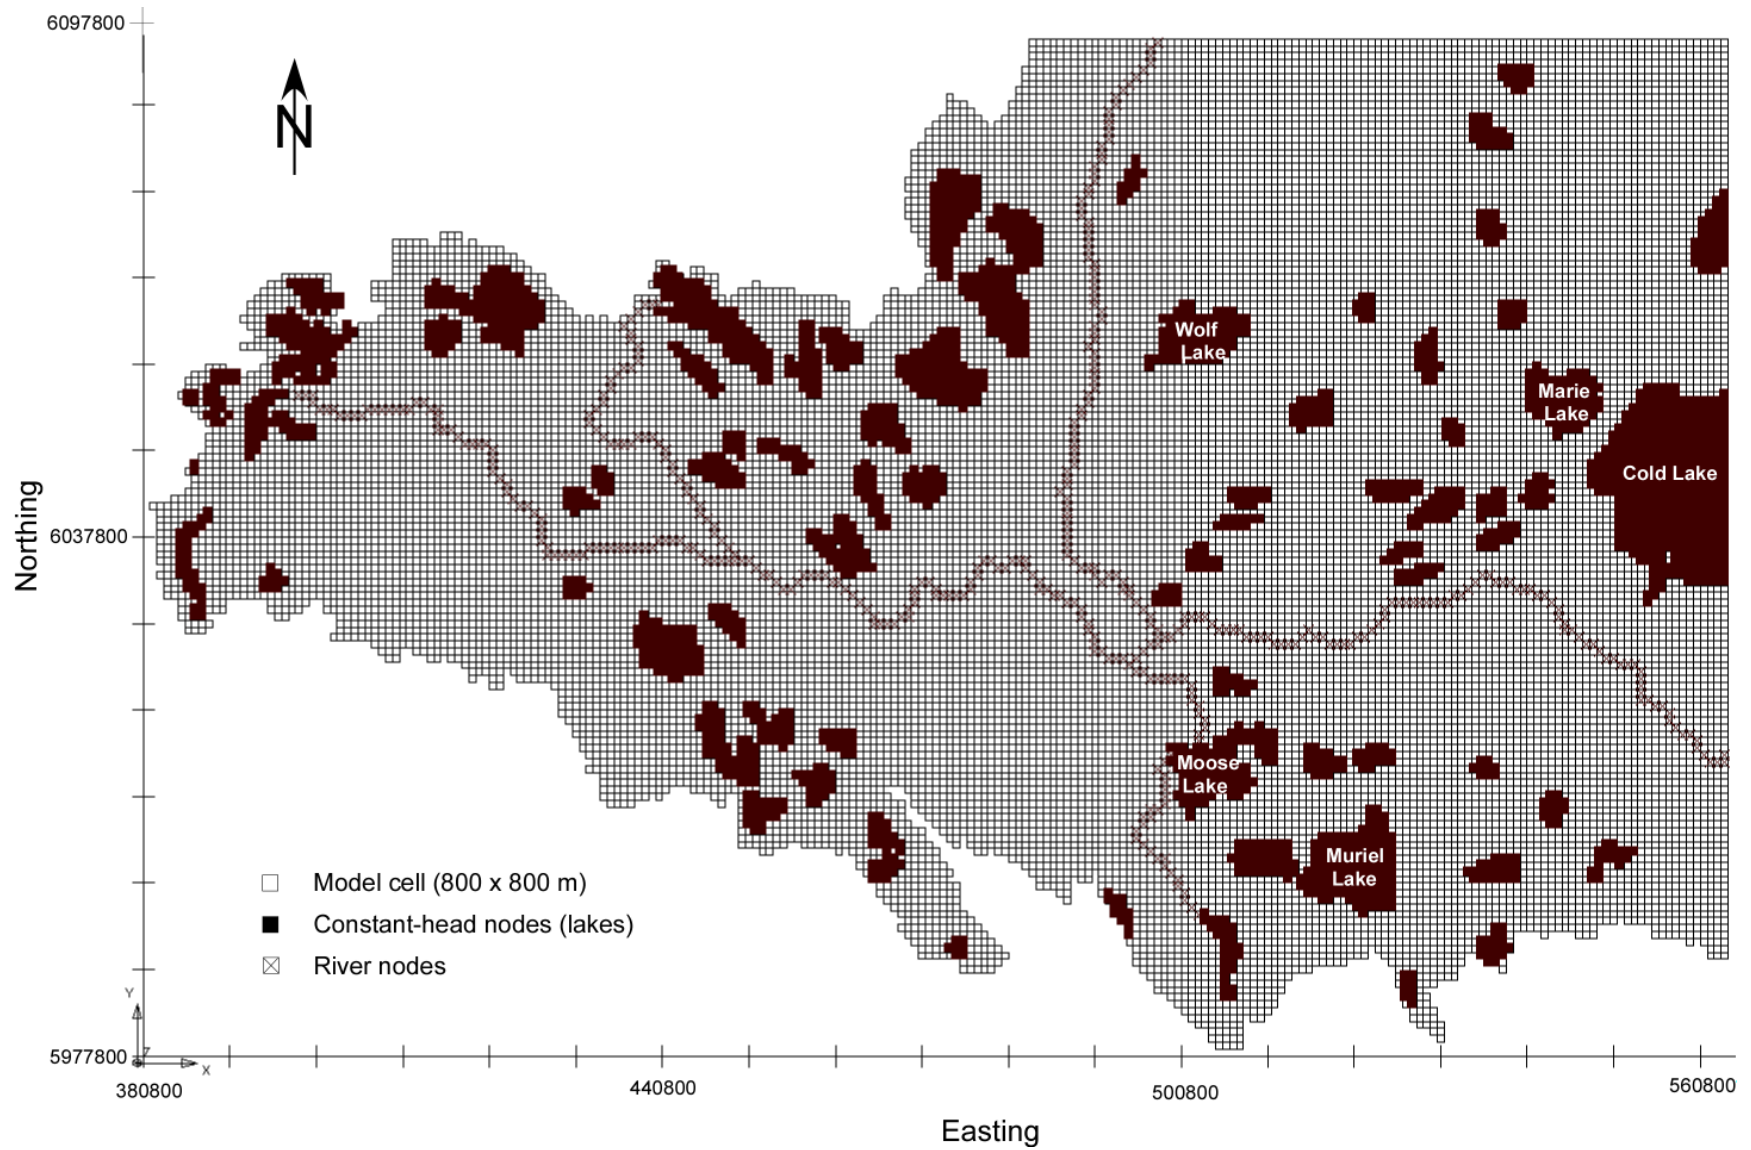 6097800
N
Wolf
Lake
Marie
Lake
Cold Lake
6037800
Northing
Moose
Lake
Muriel
Lake
Model cell (800 x 800 m)
Constant-head nodes (lakes)
River nodes
Y
5977800
Z
X
380800
440800
500800
560800
Easting